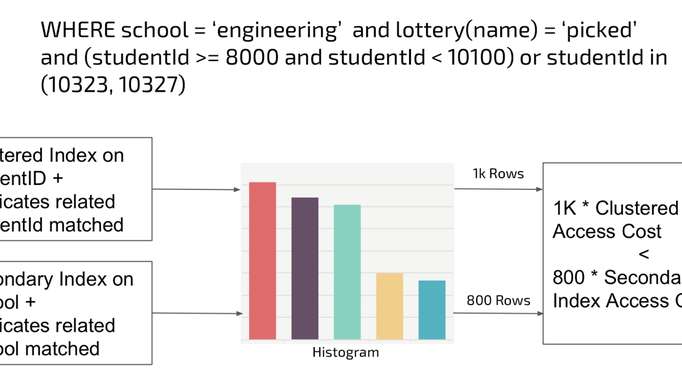 WHERE school = ‘engineering’ and lottery(name) = ‘picked’
and (studentId >= 8000 and studentId < 10100) or studentId in
(10323, 10327)
tered Index on
entID +
icates related
entId matched
ondary Index on
ool +
icates related
ool matched
Histogram
1k Rows
800 Rows
1K * Clustered
Access Cost
<
800 * Seconda
Index Access C